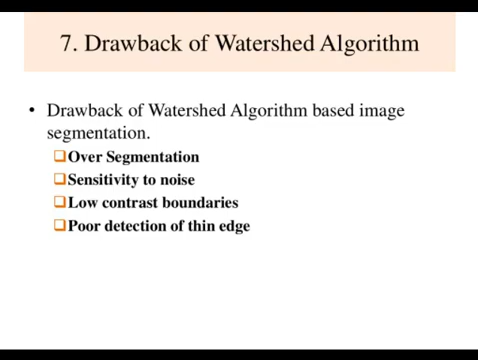 7. Drawback of Watershed Algorithm
• Drawback of Watershed Algorithm based image
segmentation.
❑Over Segmentation
❑Sensitivity to noise
❑Low contrast boundaries
❑Poor detection of thin edge